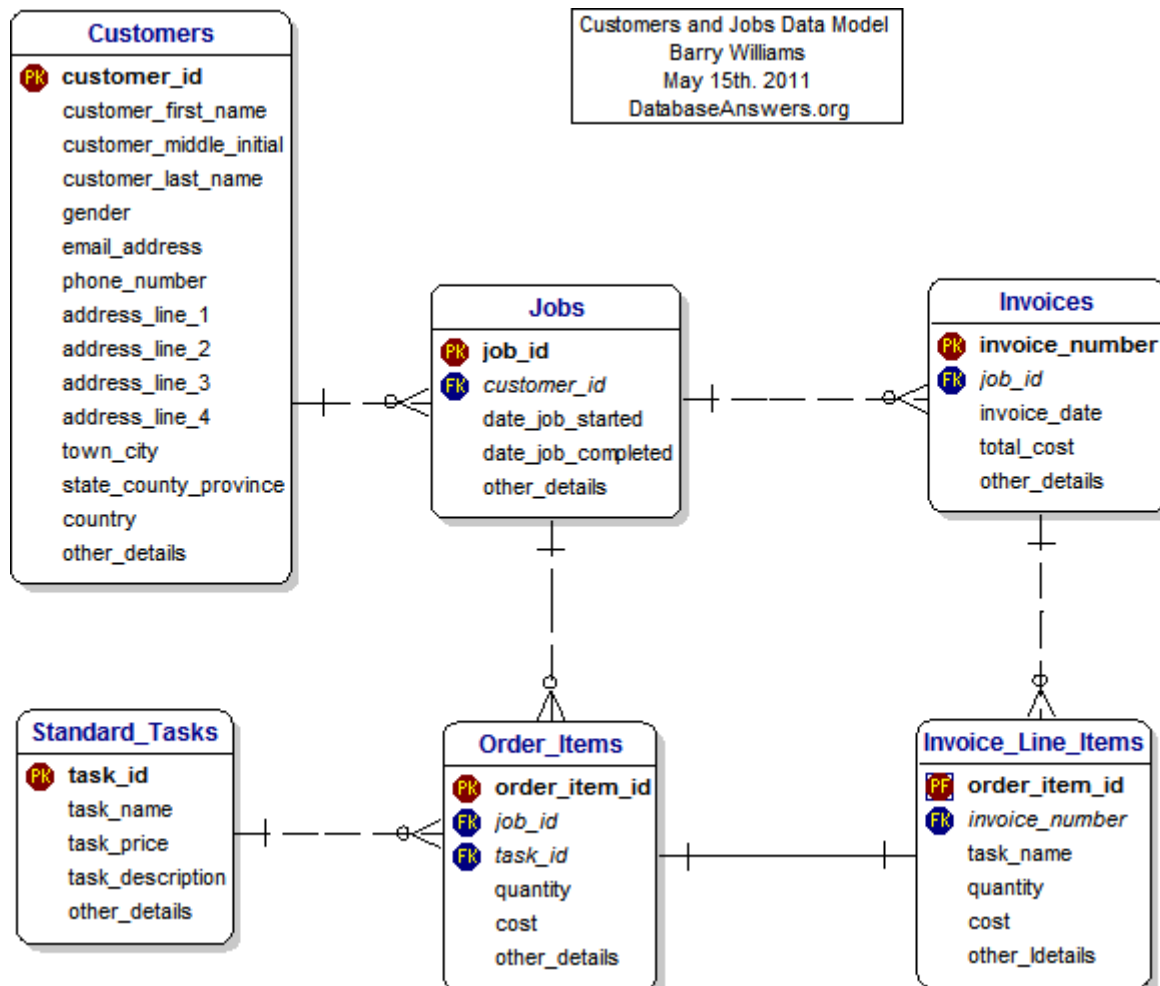 Customers
PK customer_id
customer_first_name
customer_middle_initial
customer_last_name
gender
email_address
phone_number
address_line_1
address_line_2
address_line_3
address_line_4
town_city
state_county_province
country
other_details
Customers and Jobs Data Model
Barry Williams
May 15th. 2011
DatabaseAnswers.org
Jobs
PK job_id
FK customer_id
date_job_started
date_job_completed
other_details
Invoices
PK invoice_number
FK job_id
invoice_date
total_cost
other_details
Standard_Tasks
PK task_id
task_name
task_price
task_description
other_details
Order_Items
PK order_item_id
FK job_id
FK task_id
quantity
cost
other_details
Invoice_Line_Items
PF order_item_id
FK invoice_number
task_name
quantity
cost
other_ldetails